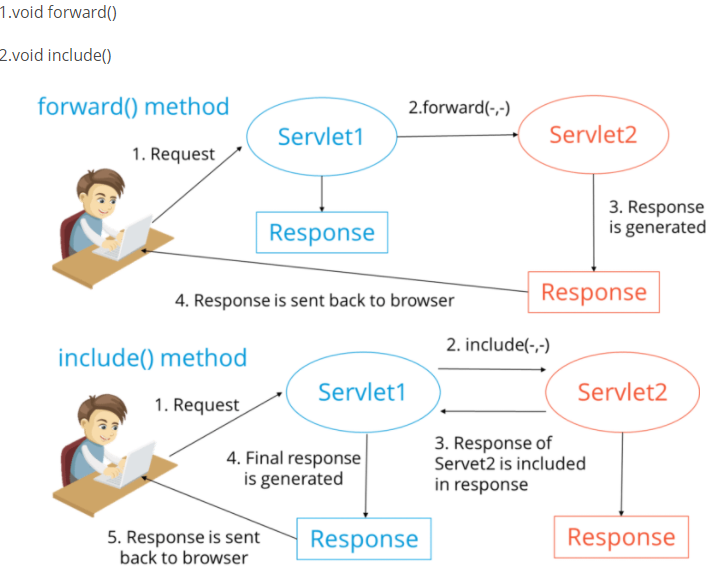 1.void forward()
2.void include()
forward() method
1. Request
Servlet1
2.forward(-,-)
Servlet2
Response
3. Response
is generated
Response
4. Response is sent back to browser
include() method
1. Request
Servlet1
2. include(-,-)
Servlet2
3. Response of
Servet2 is included
in response
4. Final response
is generated
Response
Response
5. Response is sent
back to browser